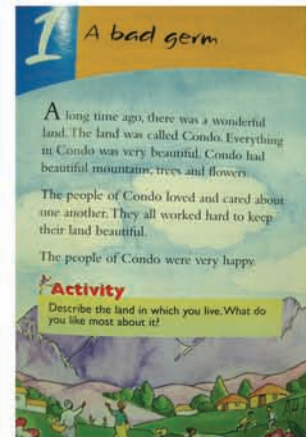 1
A bad germ
A long time ago, there was a wonderful
land. The land was called Condo. Everything
in Condo was very beautiful. Condo had
beautiful mountains, trees and flowers.
The people of Condo loved and cared about
one another. They all worked hard to keep
their land beautiful.
The people of Condo were very happy.
Activity
Describe the land in which you live. What do
you like most about it?